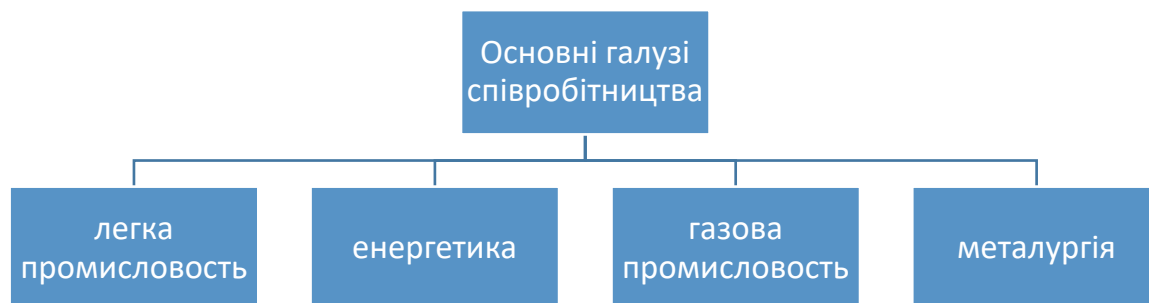 Основні галузі
співробітництва
легка
промисловость
енергетика
газова
промисловость
металургія